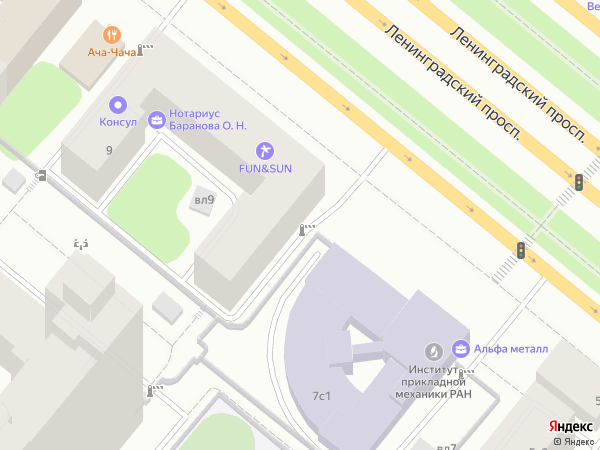 Ве
Ача-Чача
Ленинградский просп.
Ленинградский просп.
Консул
Нотариус
Баранова О. Н.
9
FUN&SUN
вл9
Альфа металл
Институт
прикладной
механики РАН
7с1
вл7
Яндекс
© Яндекс